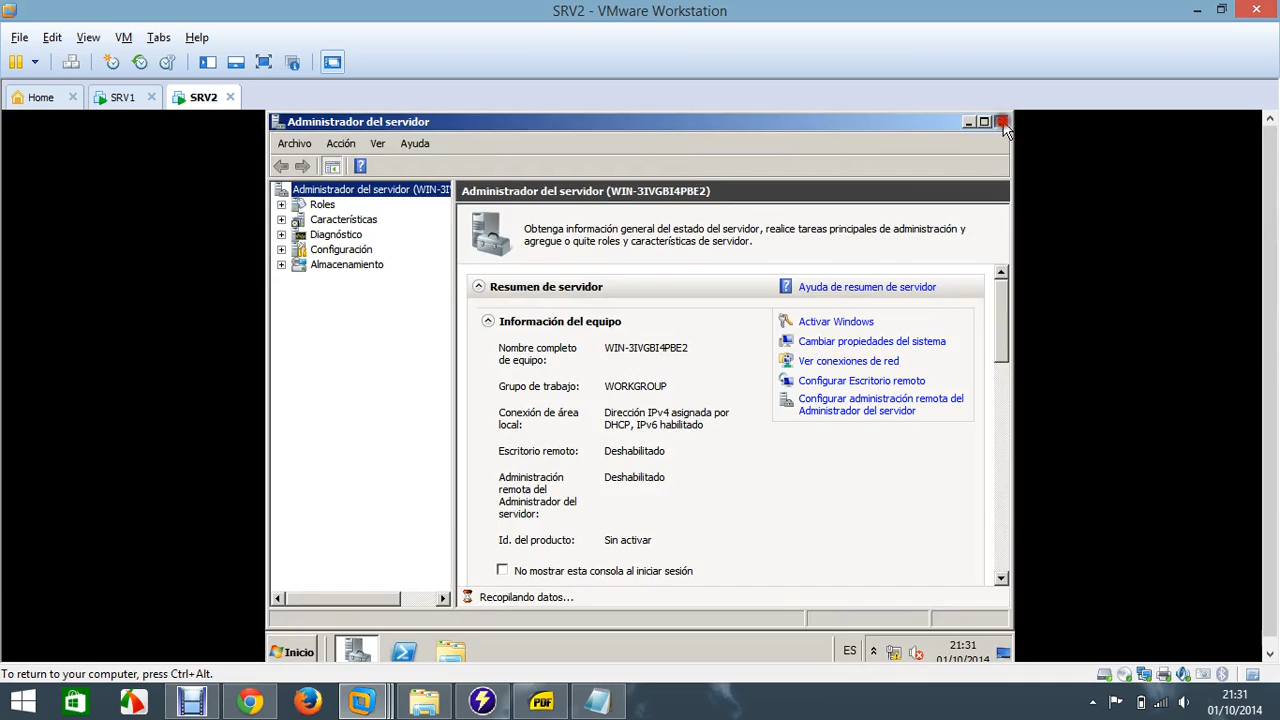 SRV2 - VMware Workstation
File Edit View VM Tabs Help
Home SRV1 SRV2
Administrador del servidor
Archivo Acción Ver Ayuda
Administrador del servidor (WIN-3I
Roles
Características
Diagnóstico
Configuración
Almacenamiento
Administrador del servidor (WIN-3IVGBI4PBE2)
Obtenga información general del estado del servidor, realice tareas principales de administración y
agregue o quite roles y características de servidor.
Resumen de servidor
Ayuda de resumen de servidor
Información del equipo
Nombre completo
de equipo:
WIN-3IVGBI4PBE2
Grupo de trabajo:
WORKGROUP
Conexión de área
local:
Dirección IPv4 asignada por
DHCP, IPv6 habilitado
Escritorio remoto:
Deshabilitado
Administración
remota del
Administrador del
servidor:
Deshabilitado
Id. del producto:
Sin activar
No mostrar esta consola al iniciar sesión
Activar Windows
Cambiar propiedades del sistema
Ver conexiones de red
Configurar Escritorio remoto
Configurar administración remota del
Administrador del servidor
Recopilando datos...
Inicio
ES
21:31
01/10/2014
To return to your computer, press Ctrl+Alt.
PDF
21:31
01/10/2014